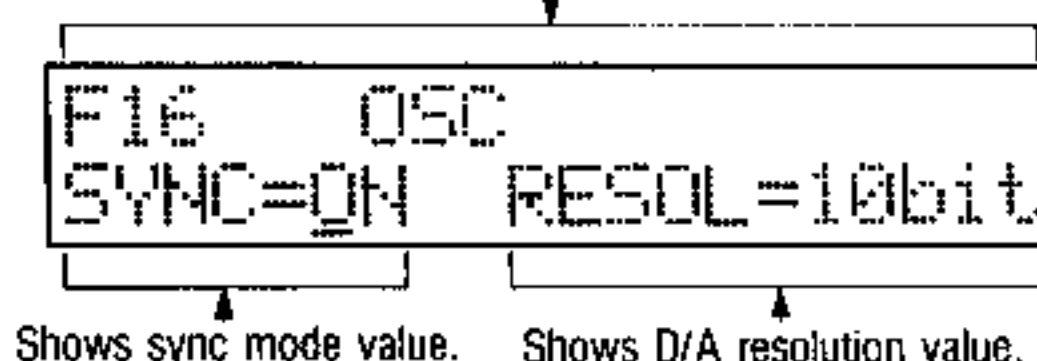 F16 OSC
SYNC=ON RESOL=10bit
Shows sync mode value. Shows D/A resolution value.